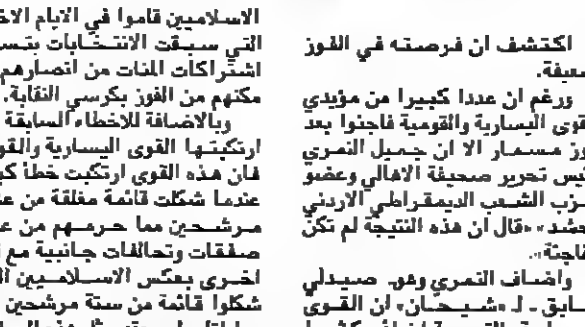 اكتشف ان فرصته في الفوز
ضعيفة.
ورغم ان عددا كبيرا من مؤيدي
القوى اليسارية والقومية فاجئوا بعد
فوز مسمار الا ان جميل النمري
رئيس تحرير صحيفة الاهالي وعضو
حزب الشعب الديمقراطي الاردني
«حشد» «قال ان هذه النتيجة لم تكن
مفاجئة».
واضاف النمري وهو صيدلي
سابق - لـ «شيحان» ان القوى
الاسلاميين قاموا في الايام
التي سبقت الانتخابات
اشتراكات المئات من انصارهم
مكنهم من الفوز بكرسي النقابة.
وبالاضافة للاخطاء السابقة
ارتكبتها القوى اليسارية
فان هذه القوى ارتكبت خطأ
عندما شكلت قائمة مغلقة من
مرشحين مما حرمهم من
صفقات وتحالفات جانبية مع
اخرى بعكس الاسلاميين
شكلوا قائمة من ستة مرشحين